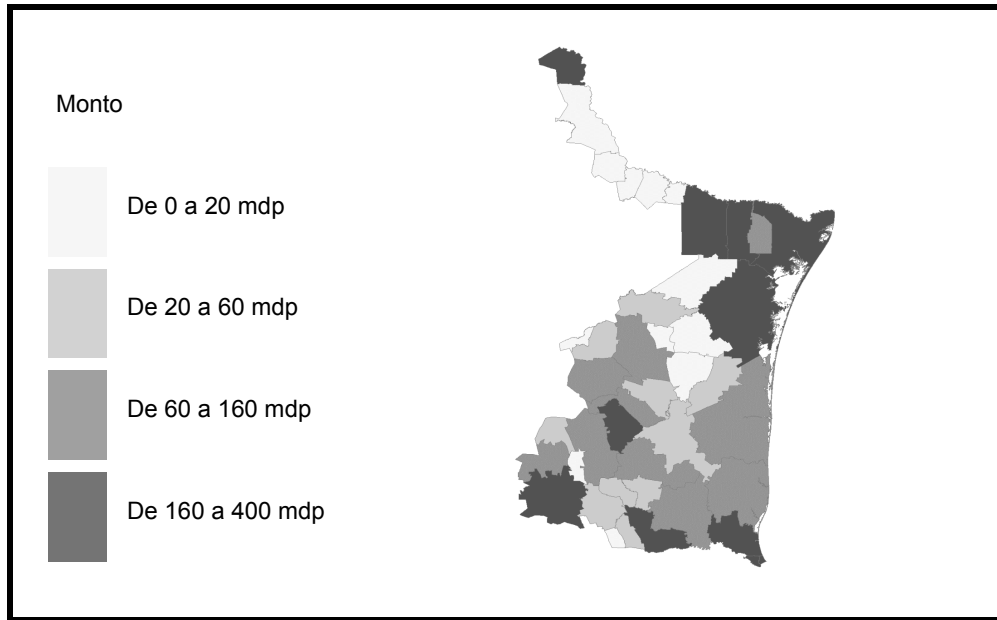 Monto
De 0 a 20 mdp
De 20 a 60 mdp
De 60 a 160 mdp
De 160 a 400 mdp